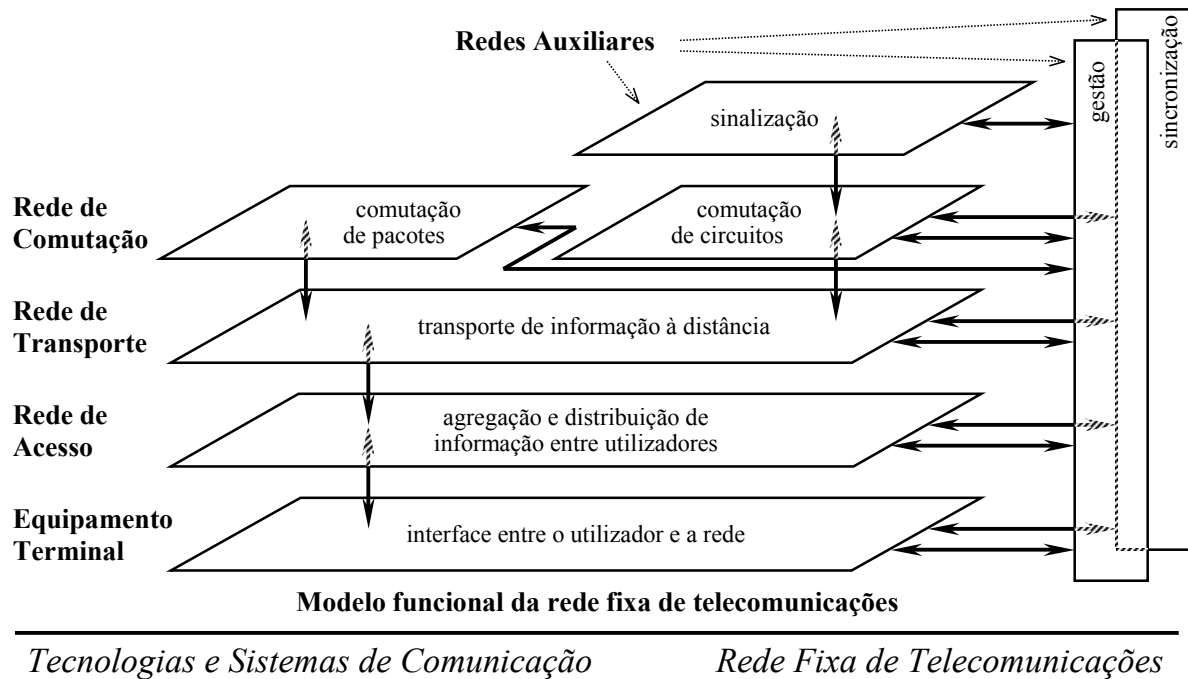 Redes Auxiliares
sincronização
gestão
sinalização
Rede de
Comutação
comutação
de pacotes
comutação
de circuitos
Rede de
Transporte
transporte de informação à distância
Rede de
Acesso
agregação e distribuição de
informação entre utilizadores
Equipamento
Terminal
interface entre o utilizador e a rede
Modelo funcional da rede fixa de telecomunicações
Tecnologias e Sistemas de Comunicação
Rede Fixa de Telecomunicações